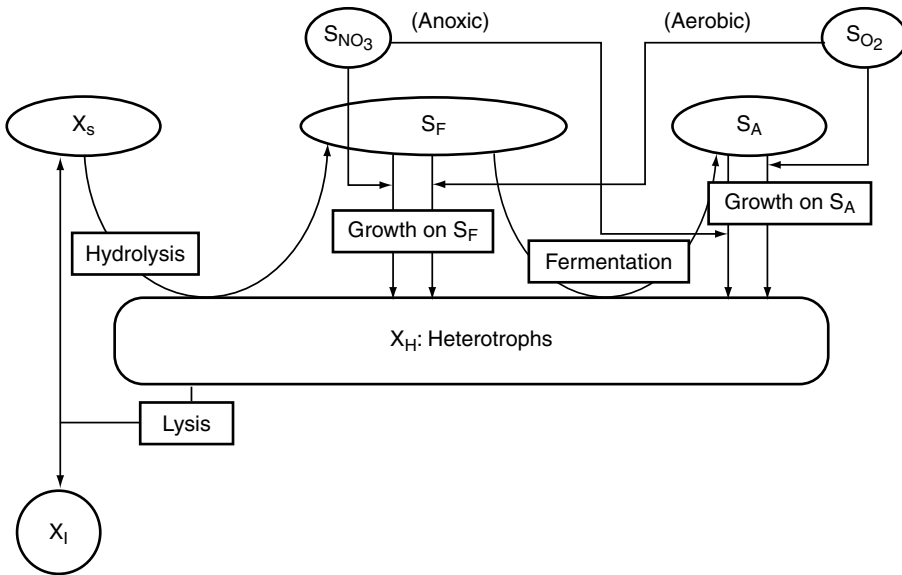 S_NO3 (Anoxic) (Aerobic) S_O2
X_s S_F S_A
Growth on S_A
Growth on S_F
Hydrolysis Fermentation
X_H: Heterotrophs
Lysis
X_I